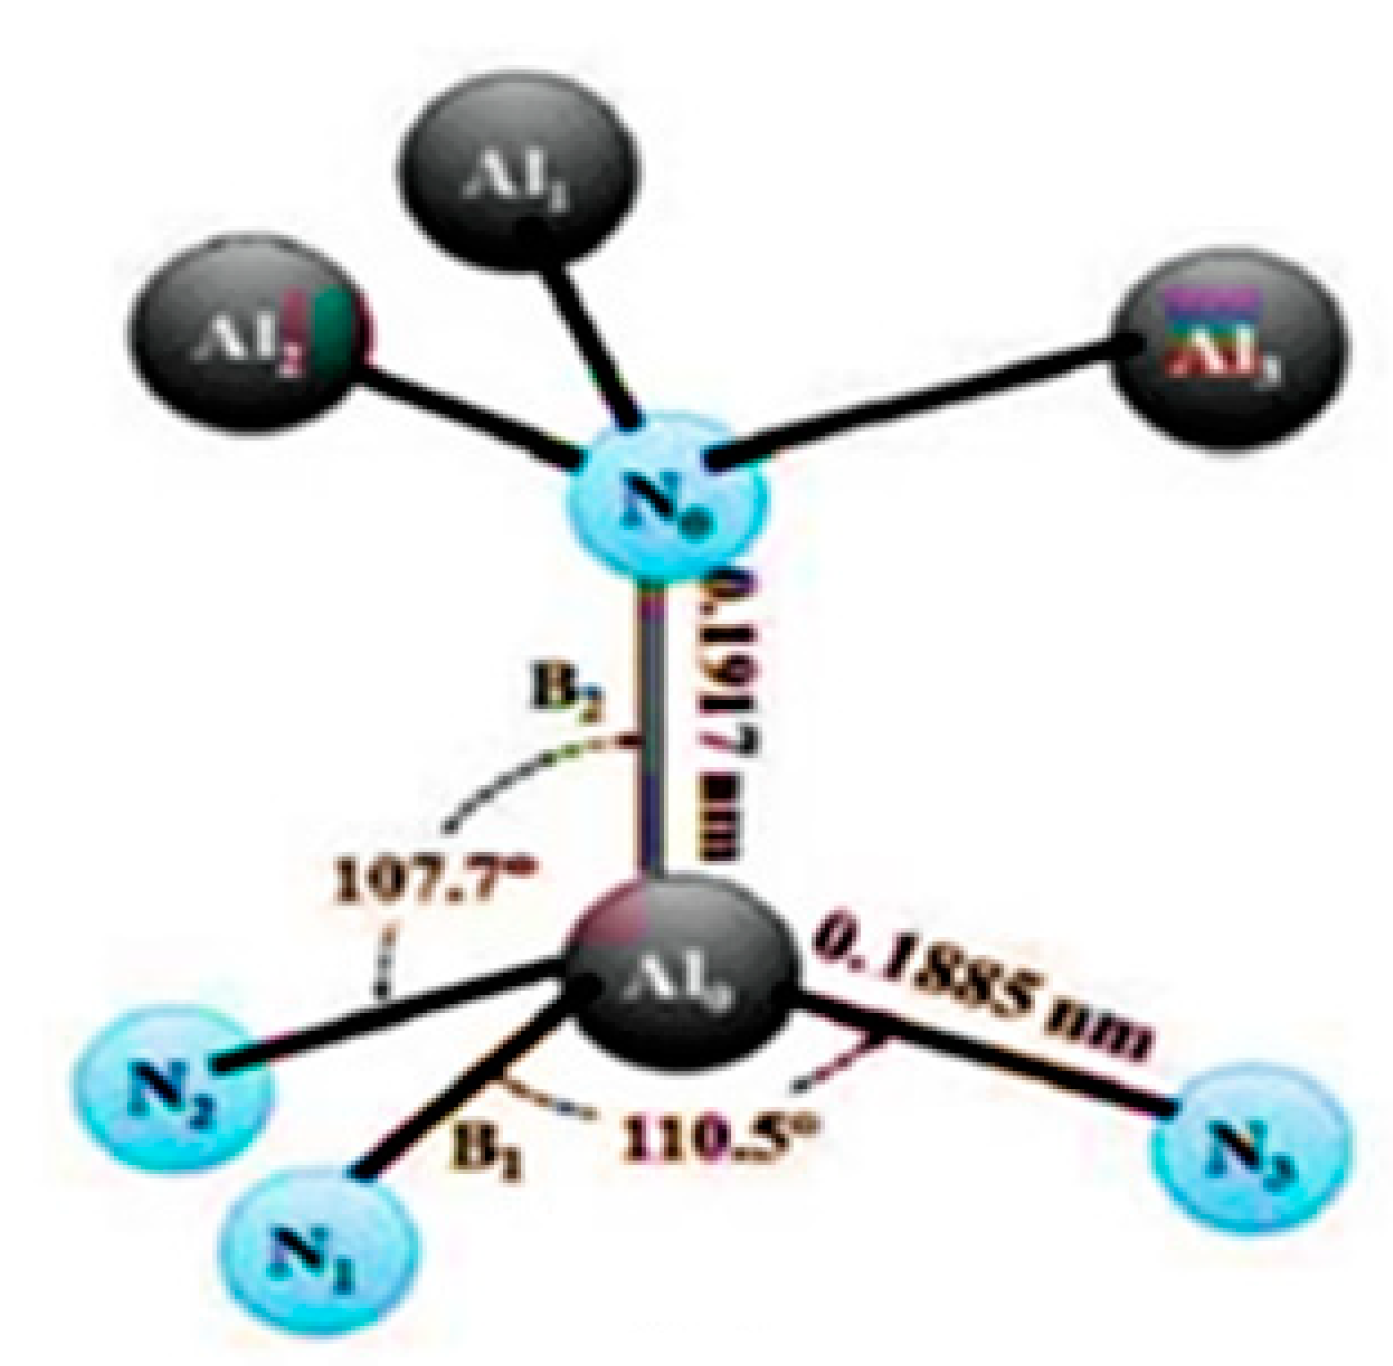 Al₁
Al₂
Al₃
N₀
0.1917 nm
B₂
107.7°
Al₀
0.1885 nm
N₂
B₁
110.5°
N₃
N₁